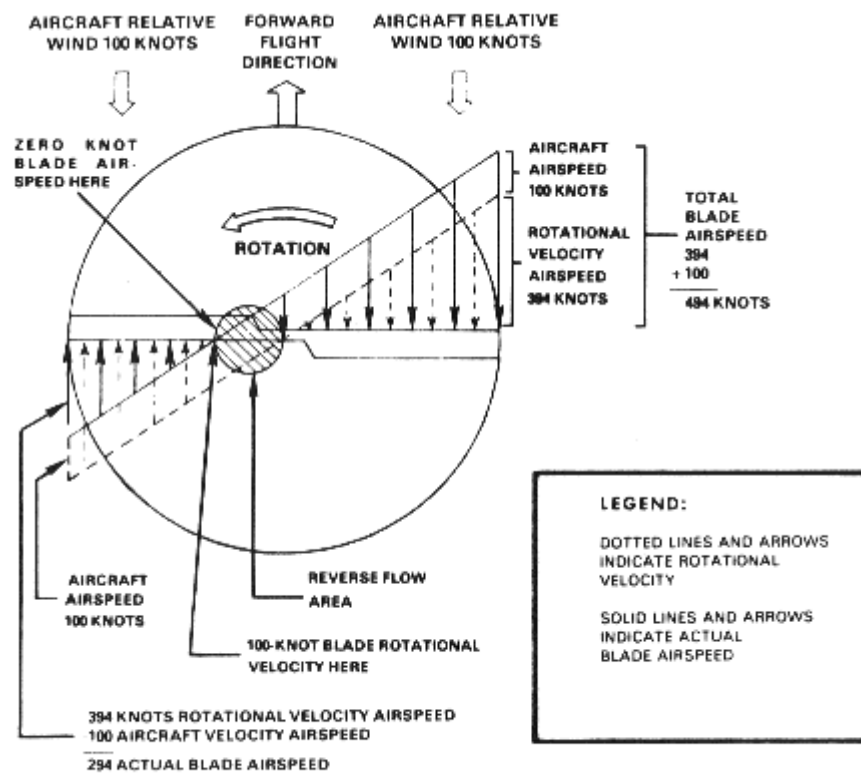 AIRCRAFT RELATIVE
WIND 100 KNOTS
FORWARD
FLIGHT
DIRECTION
AIRCRAFT RELATIVE
WIND 100 KNOTS
ZERO KNOT
BLADE AIR-
SPEED HERE
ROTATION
AIRCRAFT
AIRSPEED
100 KNOTS
ROTATIONAL
VELOCITY
AIRSPEED
394 KNOTS
TOTAL
BLADE
AIRSPEED
394
+ 100
494 KNOTS
AIRCRAFT
AIRSPEED
100 KNOTS
REVERSE FLOW
AREA
100-KNOT BLADE ROTATIONAL
VELOCITY HERE
394 KNOTS ROTATIONAL VELOCITY AIRSPEED
100 AIRCRAFT VELOCITY AIRSPEED
294 ACTUAL BLADE AIRSPEED
LEGEND:
DOTTED LINES AND ARROWS
INDICATE ROTATIONAL
VELOCITY
SOLID LINES AND ARROWS
INDICATE ACTUAL
BLADE AIRSPEED